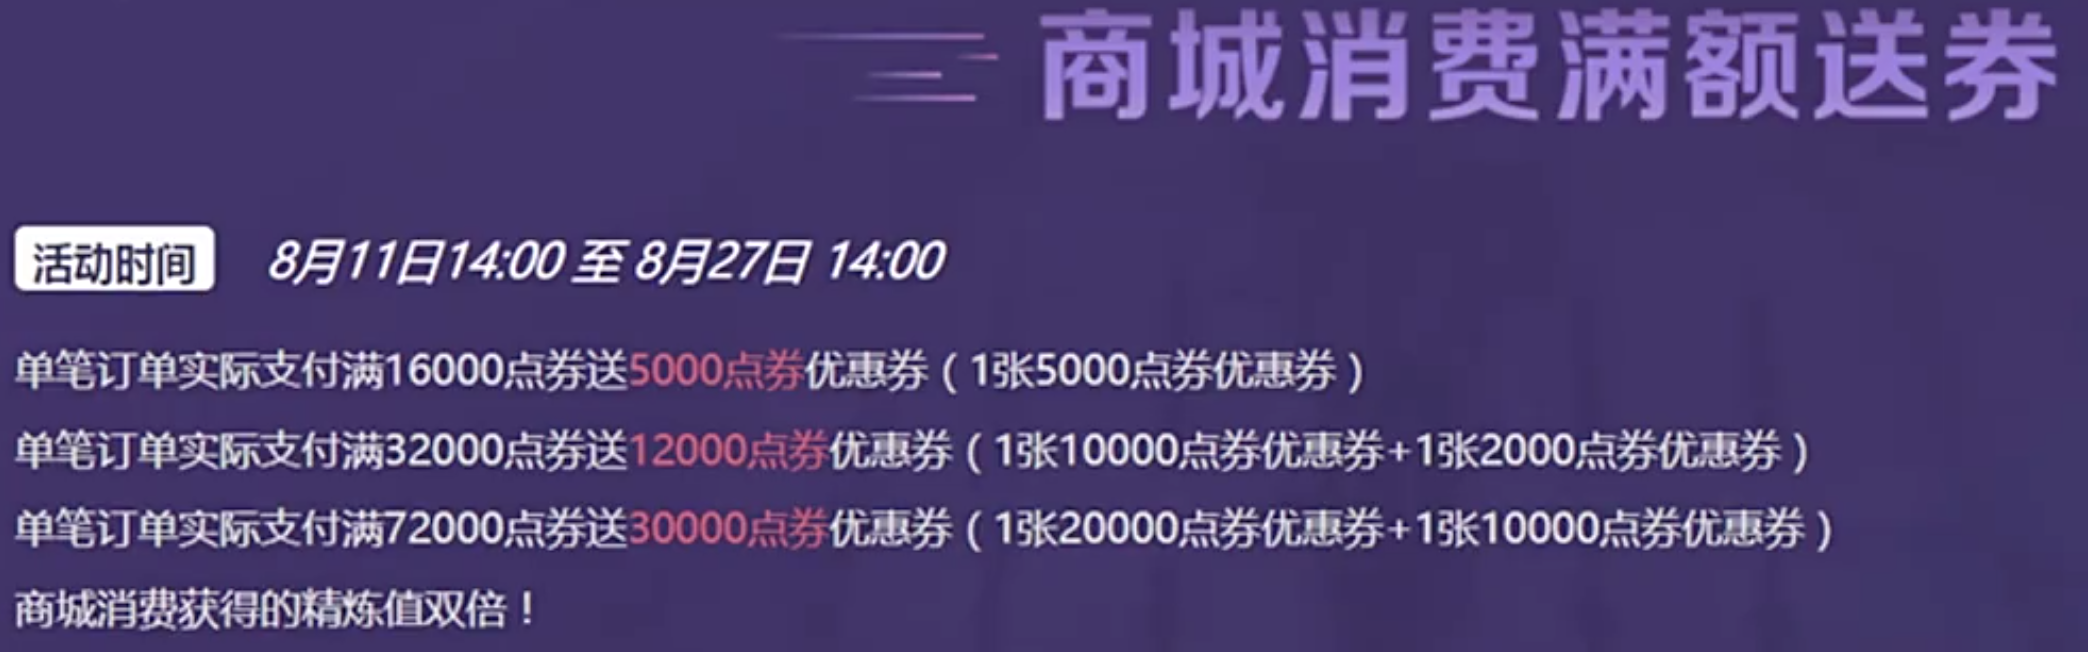 商城消费满额送券
活动时间 8月11日14:00 至 8月27日 14:00
单笔订单实际支付满16000点券送5000点券优惠券（1张5000点券优惠券）
单笔订单实际支付满32000点券送12000点券优惠券（1张10000点券优惠券+1张2000点券优惠券）
单笔订单实际支付满72000点券送30000点券优惠券（1张20000点券优惠券+1张10000点券优惠券）
商城消费获得的精炼值双倍！